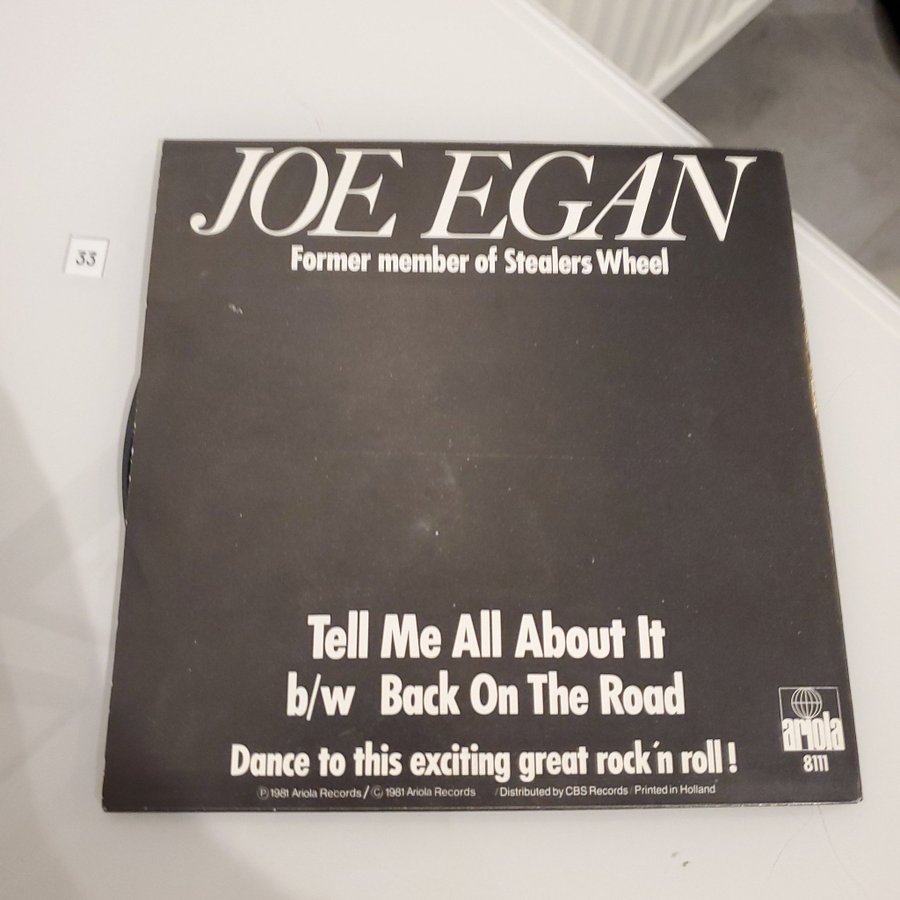 JOE EGAN
Former member of Stealers Wheel
33
Tell Me All About It
b/w Back On The Road
ariola
8111
Dance to this exciting great rock'n roll!
Ⓟ1981 Ariola Records / Ⓒ 1981 Ariola Records / Distributed by CBS Records / Printed in Holland